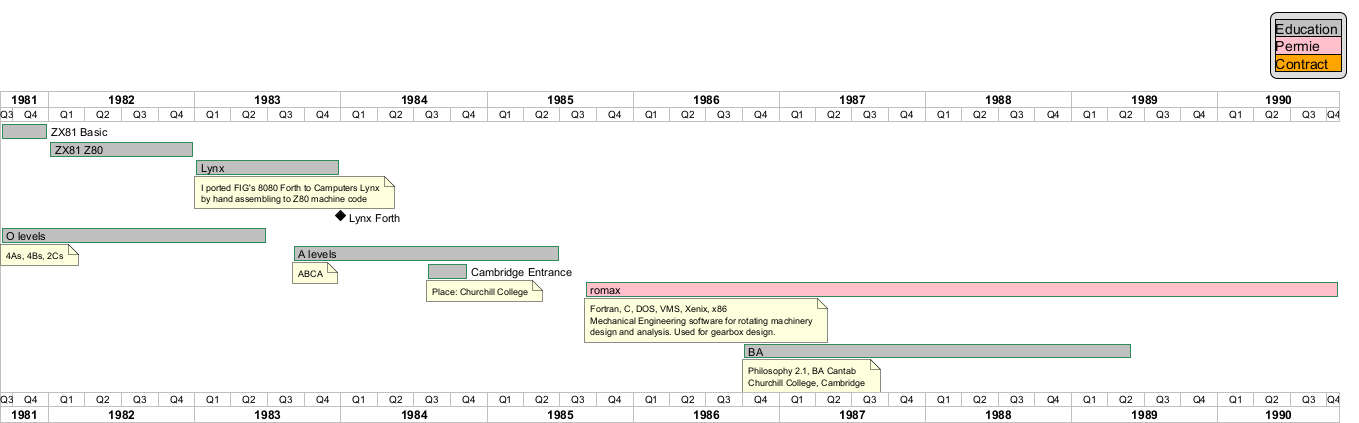 Education
Permie
Contract
1981 1982 1983 1984 1985 1986 1987 1988 1989 1990
Q3 Q4 Q1 Q2 Q3 Q4 Q1 Q2 Q3 Q4 Q1 Q2 Q3 Q4 Q1 Q2 Q3 Q4 Q1 Q2 Q3 Q4 Q1 Q2 Q3 Q4 Q1 Q2 Q3 Q4 Q1 Q2 Q3 Q4 Q1 Q2 Q3 Q4
ZX81 Basic
ZX81 Z80
Lynx
I ported FIG's 8080 Forth to Camputers Lynx
by hand assembling to Z80 machine code
Lynx Forth
O levels
4As, 4Bs, 2Cs
A levels
ABCA
Cambridge Entrance
Place: Churchill College
romax
Fortran, C, DOS, VMS, Xenix, x86
Mechanical Engineering software for rotating machinery
design and analysis. Used for gearbox design.
BA
Philosophy 2.1, BA Cantab
Churchill College, Cambridge
Q3 Q4 Q1 Q2 Q3 Q4 Q1 Q2 Q3 Q4 Q1 Q2 Q3 Q4 Q1 Q2 Q3 Q4 Q1 Q2 Q3 Q4 Q1 Q2 Q3 Q4 Q1 Q2 Q3 Q4 Q1 Q2 Q3 Q4 Q1 Q2 Q3 Q4
1981 1982 1983 1984 1985 1986 1987 1988 1989 1990